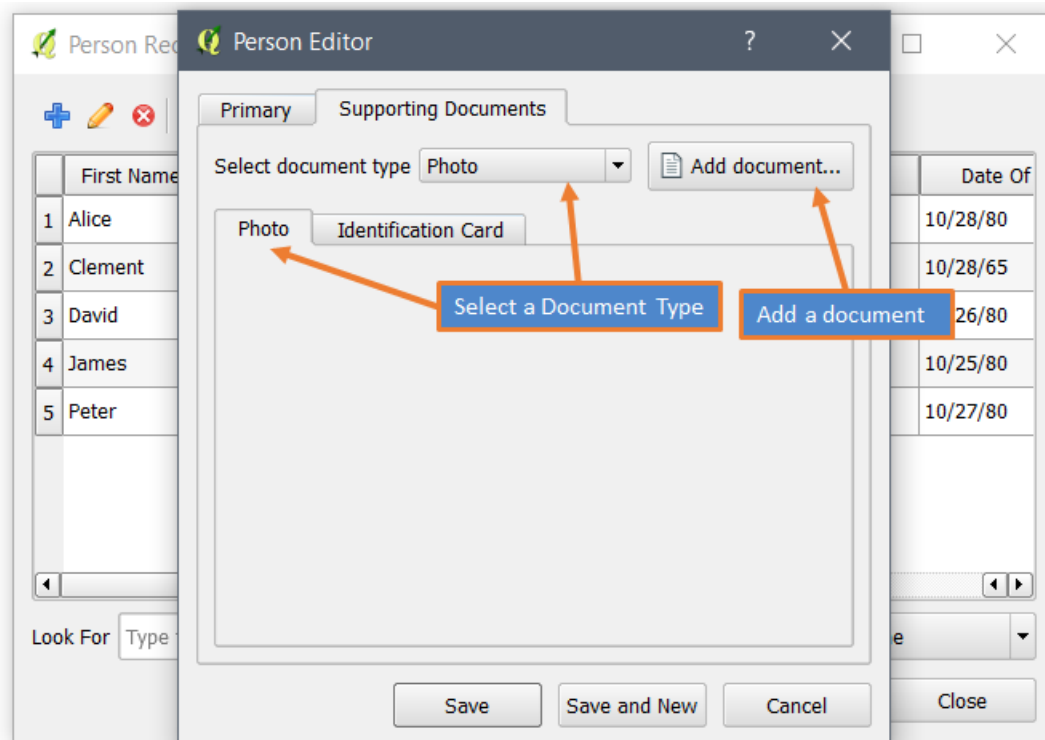 Person Rec
Person Editor
?
Primary
Supporting Documents
Select document type
Photo
Add document...
First Name
Date Of
Photo
Identification Card
1 Alice
10/28/80
2 Clement
10/28/65
Select a Document Type
Add a document
3 David
26/80
4 James
10/25/80
5 Peter
10/27/80
Look For
Type
e
Save
Save and New
Cancel
Close